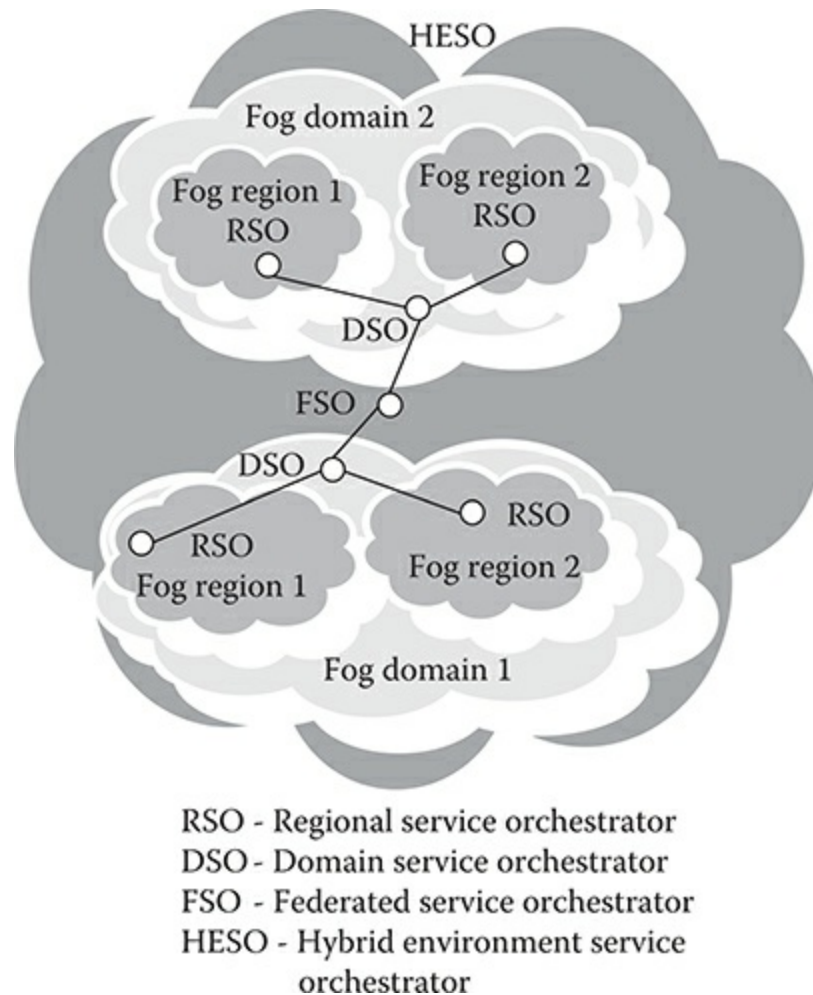 HESO
Fog domain 2
Fog region 1
RSO
Fog region 2
RSO
DSO
FSO
DSO
RSO
Fog region 1
RSO
Fog region 2
Fog domain 1
RSO - Regional service orchestrator
DSO - Domain service orchestrator
FSO - Federated service orchestrator
HESO - Hybrid environment service
orchestrator